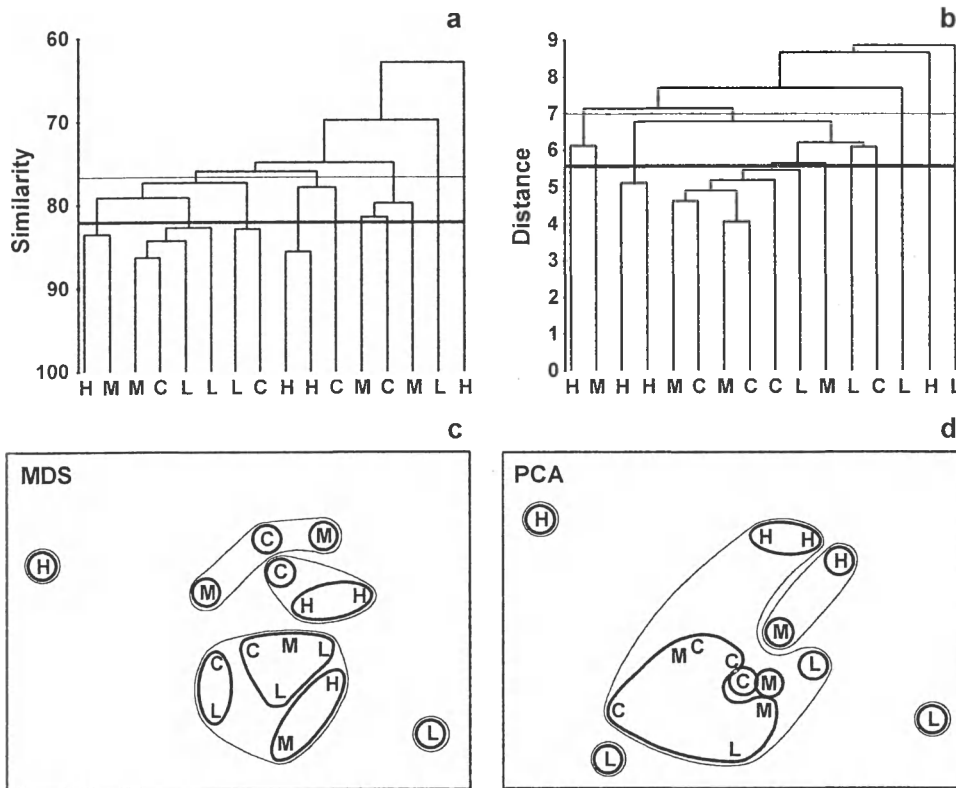 a
Similarity
60
70
80
90
100
H M M C L L L C H H C M C M L H
b
Distance
9
8
7
6
5
4
3
2
1
0
H M H H M C M C C L M L C L H L
c
MDS
C M
H
C
M
H H
C M L
C
H
L
L
M
L
d
PCA
H
H H
H
M
M C
C
L
C M
C
M
L
L
L